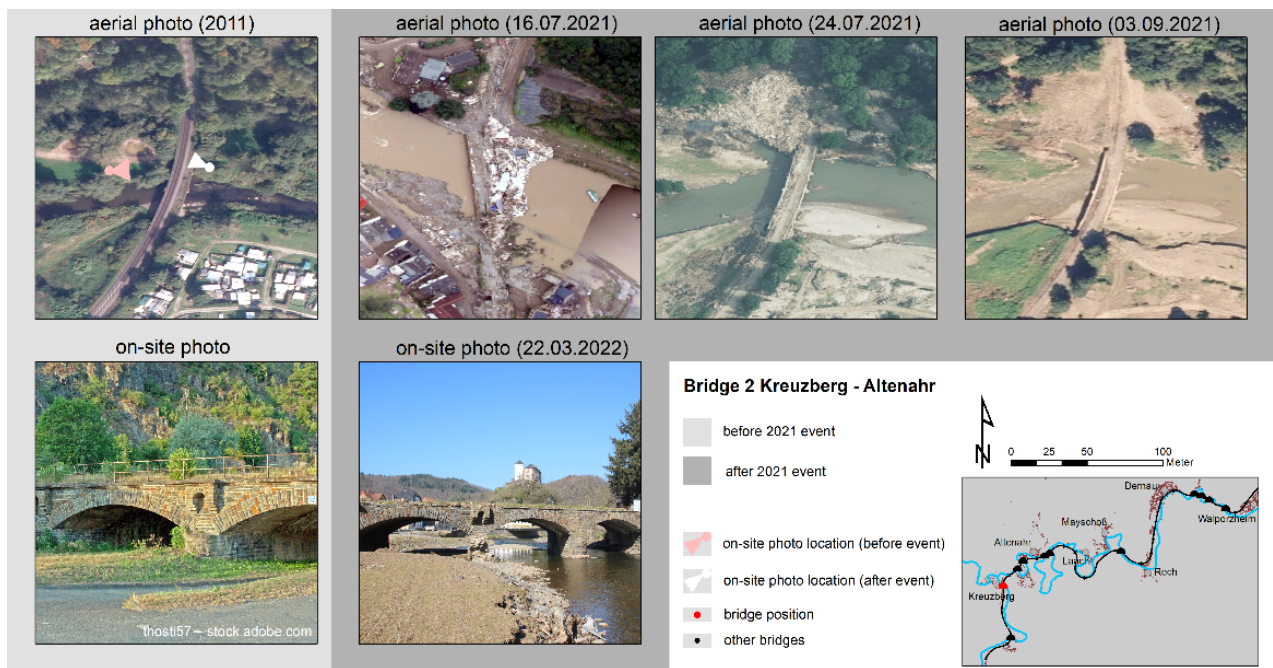 aerial photo (2011)
aerial photo (16.07.2021)
aerial photo (24.07.2021)
aerial photo (03.09.2021)
on-site photo
on-site photo (22.03.2022)
thosti57 – stock.adobe.com
Bridge 2 Kreuzberg - Altenahr
before 2021 event
after 2021 event
on-site photo location (before event)
on-site photo location (after event)
bridge position
other bridges
N
0 25 50 100
Meter
Dernau
Walporzheim
Mayschoß
Altenahr
Laach
Rech
Kreuzberg